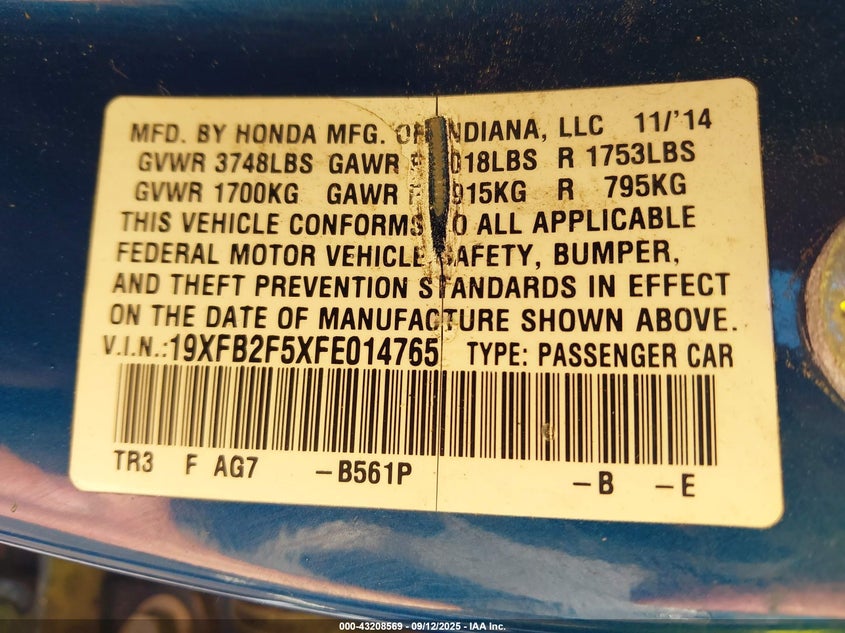 MFD. BY HONDA MFG. OF INDIANA, LLC 11/'14
GVWR 3748LBS GAWR 018LBS R 1753LBS
GVWR 1700KG GAWR F 915KG R 795KG
THIS VEHICLE CONFORMS TO ALL APPLICABLE
FEDERAL MOTOR VEHICLE SAFETY, BUMPER,
AND THEFT PREVENTION STANDARDS IN EFFECT
ON THE DATE OF MANUFACTURE SHOWN ABOVE.
V.I.N.:19XFB2F5XFE014765 TYPE: PASSENGER CAR
TR3 F AG7 -B561P -B -E
000-43208569 - 09/12/2025 - IAA Inc.